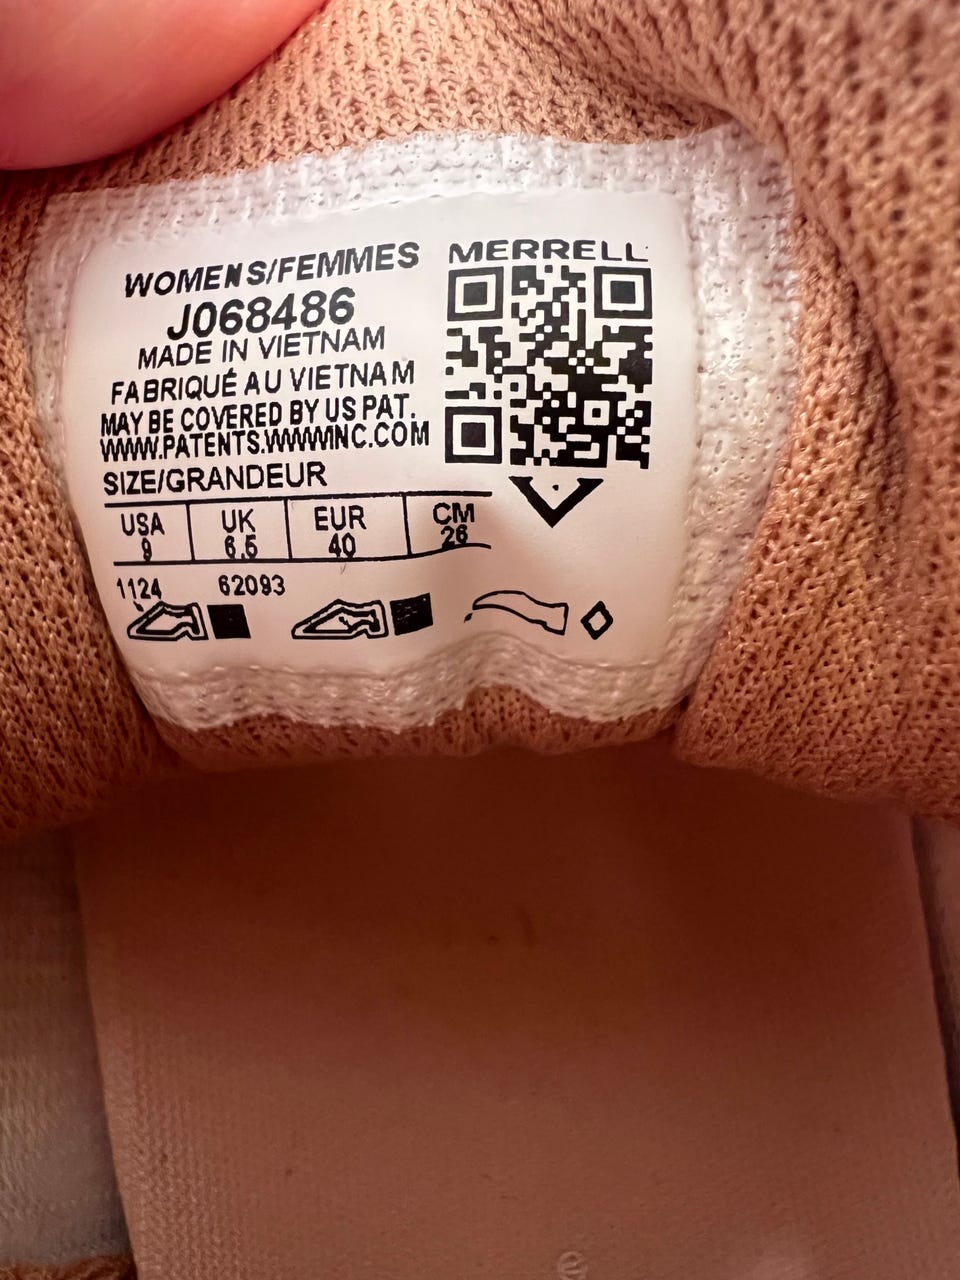 WOMENS/FEMMES
J068486
MADE IN VIETNAM
FABRIQUÉ AU VIETNAM
MAY BE COVERED BY US PAT.
WWW.PATENTS.WWWINC.COM
SIZE/GRANDEUR
USA UK EUR CM
9 6.5 40 26
1124 62093
MERRELL